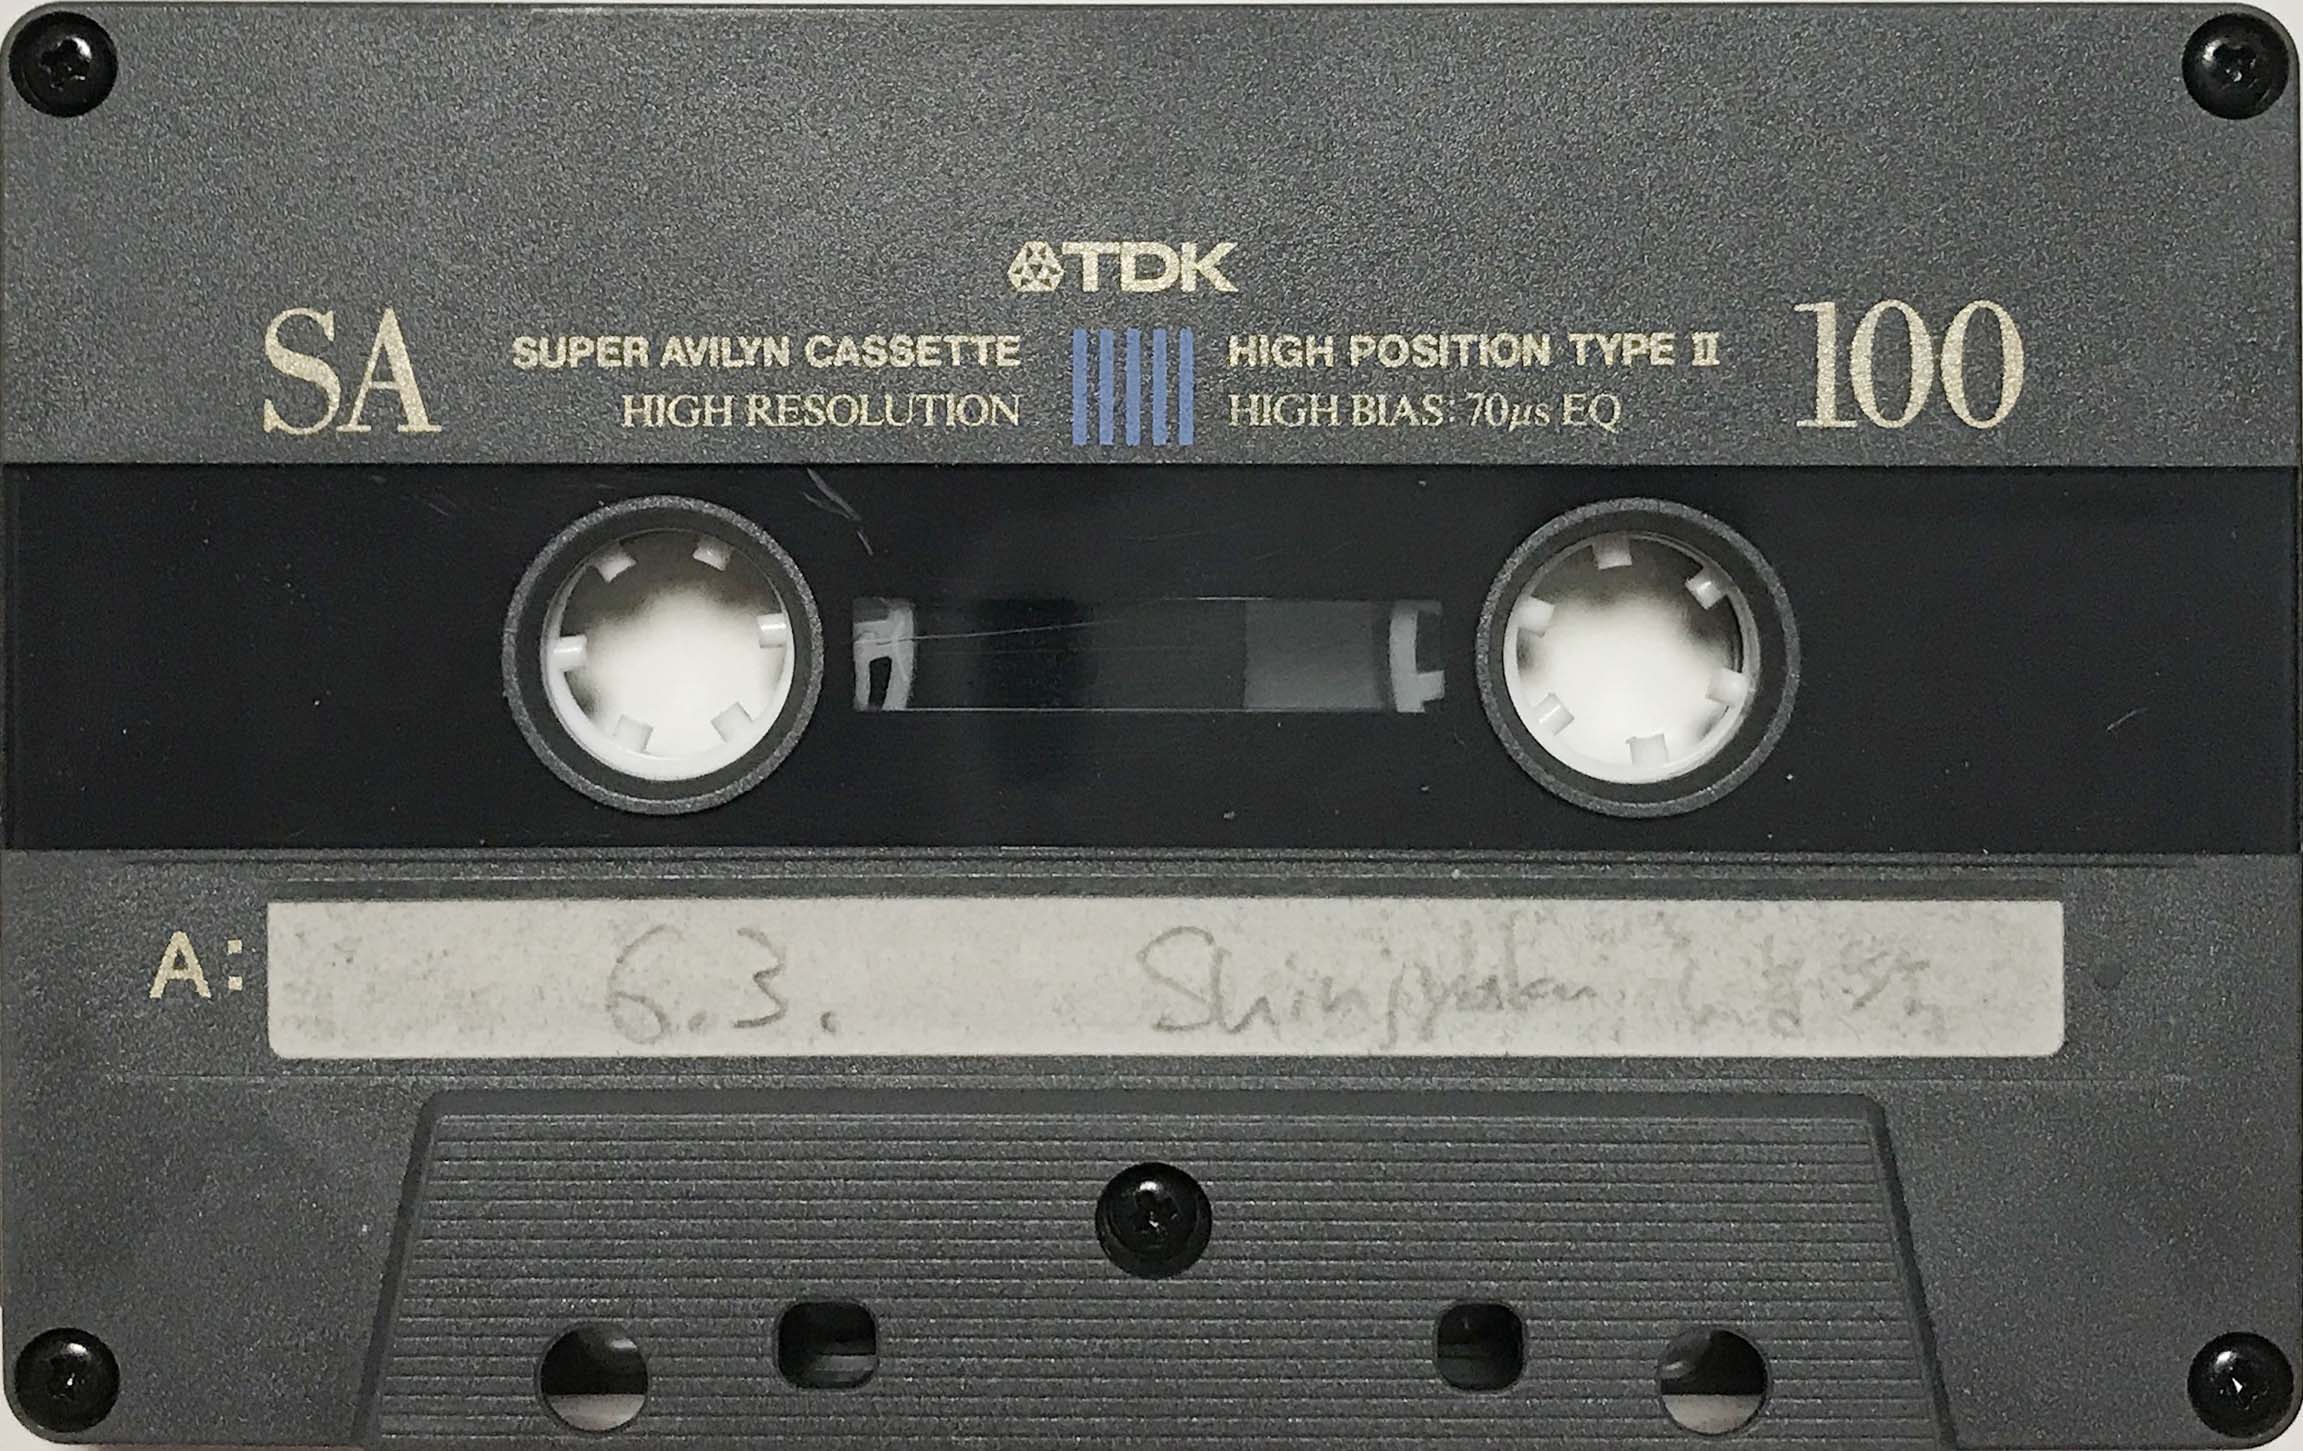 TDK
SA
SUPER AVILYN CASSETTE
HIGH RESOLUTION
HIGH POSITION TYPE II
HIGH BIAS: 70µs EQ
100
A: 6.3.